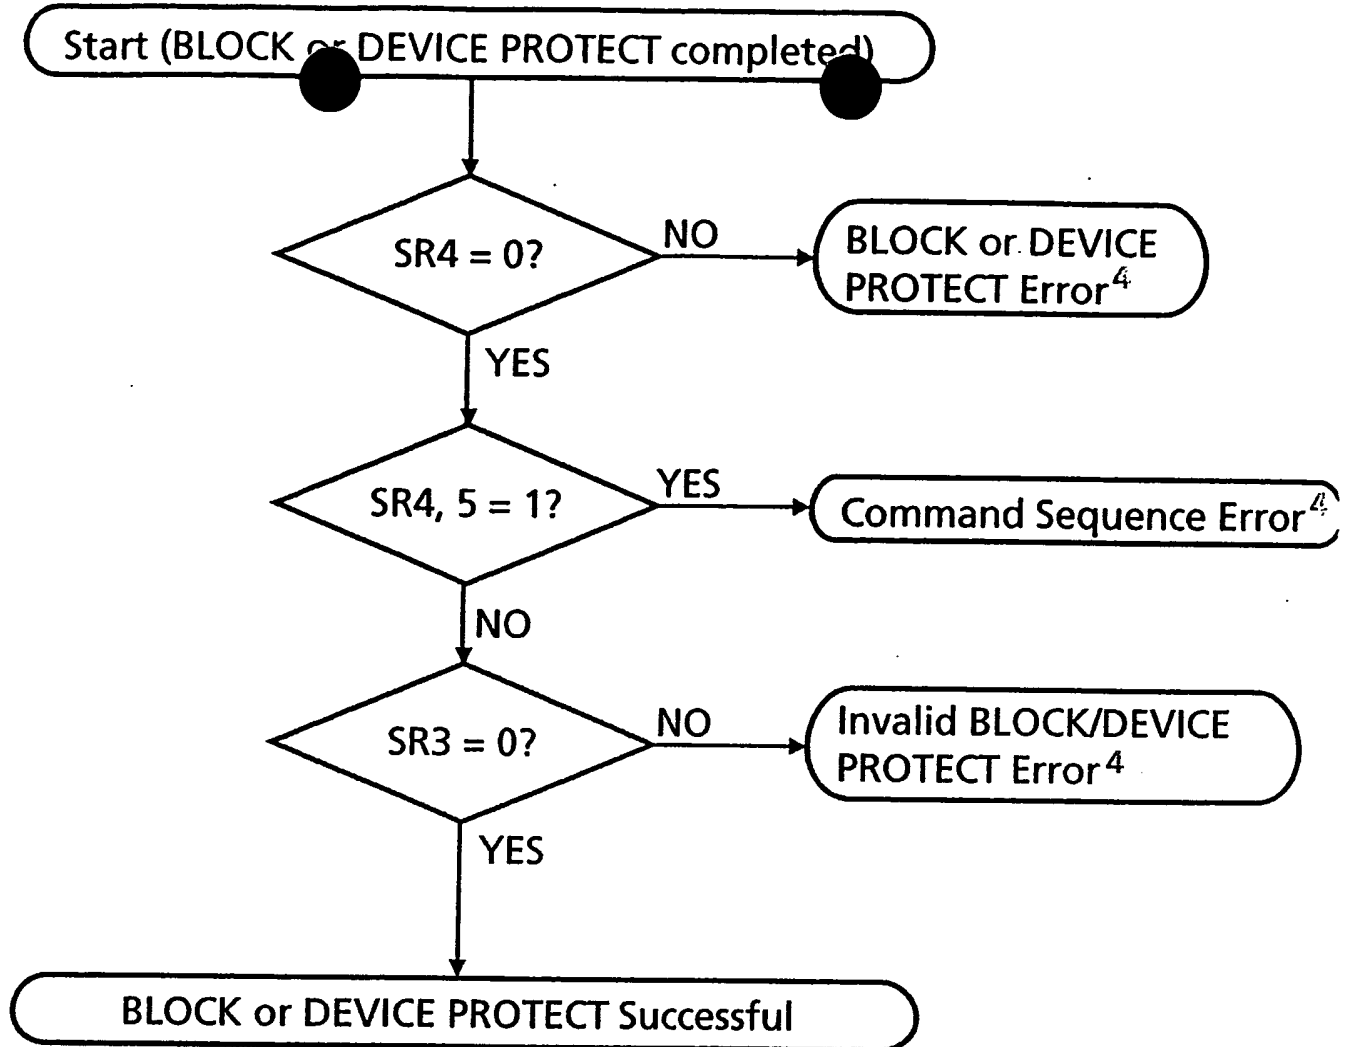 Start (BLOCK or DEVICE PROTECT completed)
SR4 = 0?
NO
BLOCK or DEVICE
PROTECT Error4
YES
SR4, 5 = 1?
YES
Command Sequence Error4
NO
SR3 = 0?
NO
Invalid BLOCK/DEVICE
PROTECT Error4
YES
BLOCK or DEVICE PROTECT Successful